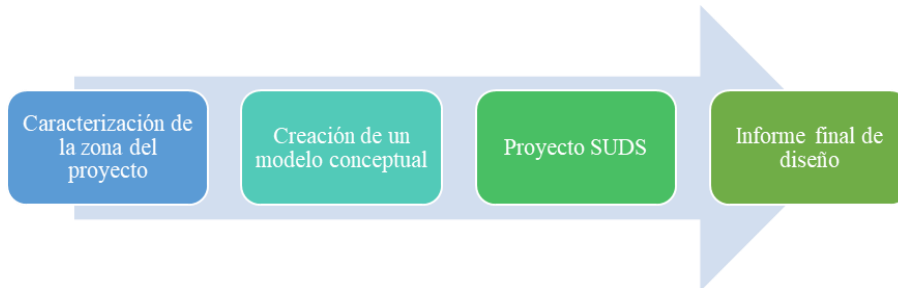 Caracterización de
la zona del
proyecto
Creación de un
modelo conceptual
Proyecto SUDS
Informe final de
diseño